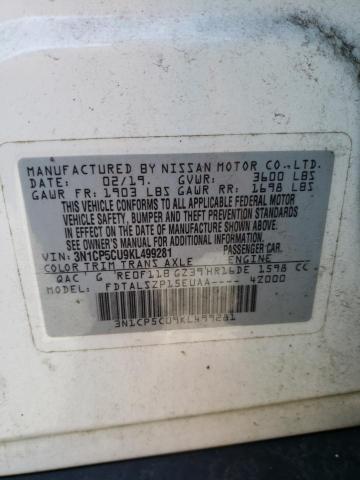 MANUFACTURED BY NISSAN MOTOR CO., LTD.
DATE: 02/19. GVWR: 3600 LBS
GAWR FR: 1903 LBS GAWR RR: 1698 LBS
THIS VEHICLE CONFORMS TO ALL APPLICABLE FEDERAL MOTOR
VEHICLE SAFETY, BUMPER AND THEFT PREVENTION STANDARDS
IN EFFECT ON THE DATE OF MANUFACTURE SHOWN ABOVE.
SEE OWNER'S MANUAL FOR ADDITIONAL INFORMATION.
VIN: 3N1CP5CU9KL499281 PASSENGER CAR.
COLOR TRIM TRANS AXLE ENGINE
QAC G RE0F11B GZ39 HR16DE 1598 CC
MODEL: FDTALSZP15EUAA---- 4Z000
3N1CP5CU9KL499281